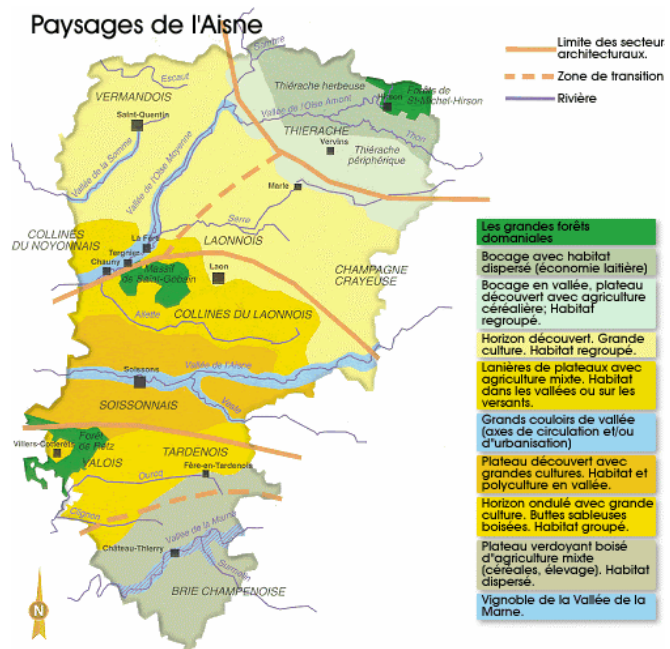 Paysages de l'Aisne
Limite des secteurs
architecturaux.
Zone de transition
Rivière
Sambre
Escaut
VERMANDOIS
Saint-Quentin
Vallée de la Somme
Vallée de l'Oise Moyenne
Thiérache herbeuse
Forêts de
St-Michel-Hirson
Hirson
Vallée de l'Oise Amont
THIERACHE
Vervins
Thon
Thiérache
périphérique
Marle
Serre
COLLINES
DU NOYONNAIS
La Fère
Tergnier
Chauny
LAONNOIS
Massif
de Saint-Gobain
Laon
CHAMPAGNE
CRAYEUSE
Ailette
COLLINES DU LAONNOIS
Soissons
Vallée de l'Aisne
SOISSONNAIS
Vesle
Forêt
de Retz
Villers-Cotterets
VALOIS
TARDENOIS
Ourcq
Fère-en-Tardenois
Clignon
Vallée de la Marne
Château-Thierry
Surmelin
BRIE CHAMPENOISE
N
Les grandes forêts
domaniales
Bocage avec habitat
dispersé (économie laitière)
Bocage en vallée, plateau
découvert avec agriculture
céréalière; Habitat
regroupé.
Horizon découvert. Grande
culture. Habitat regroupé.
Lanières de plateaux avec
agriculture mixte. Habitat
dans les vallées ou sur les
versants.
Grands couloirs de vallée
(axes de circulation et/ou
d"urbanisation)
Plateau découvert avec
grandes cultures. Habitat et
polyculture en vallée.
Horizon ondulé avec grande
culture. Buttes sableuses
boisées. Habitat groupé.
Plateau verdoyant boisé
d"agriculture mixte
(céréales, élevage). Habitat
dispersé.
Vignoble de la Vallée de la
Marne.